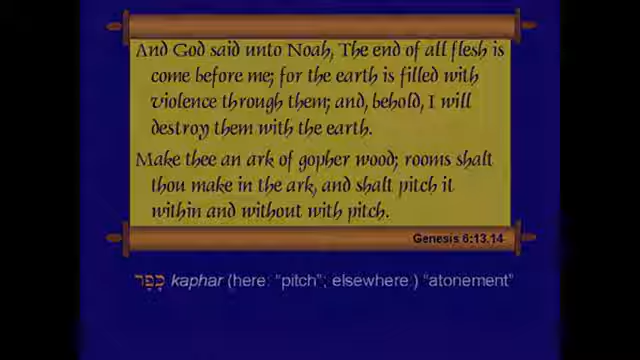 And God said unto Noah, The end of all flesh is
come before me; for the earth is filled with
violence through them; and, behold, I will
destroy them with the earth.
Make thee an ark of gopher wood; rooms shalt
thou make in the ark, and shalt pitch it
within and without with pitch.
Genesis 6:13,14
כָּפַר kaphar (here: “pitch”; elsewhere:) “atonement”